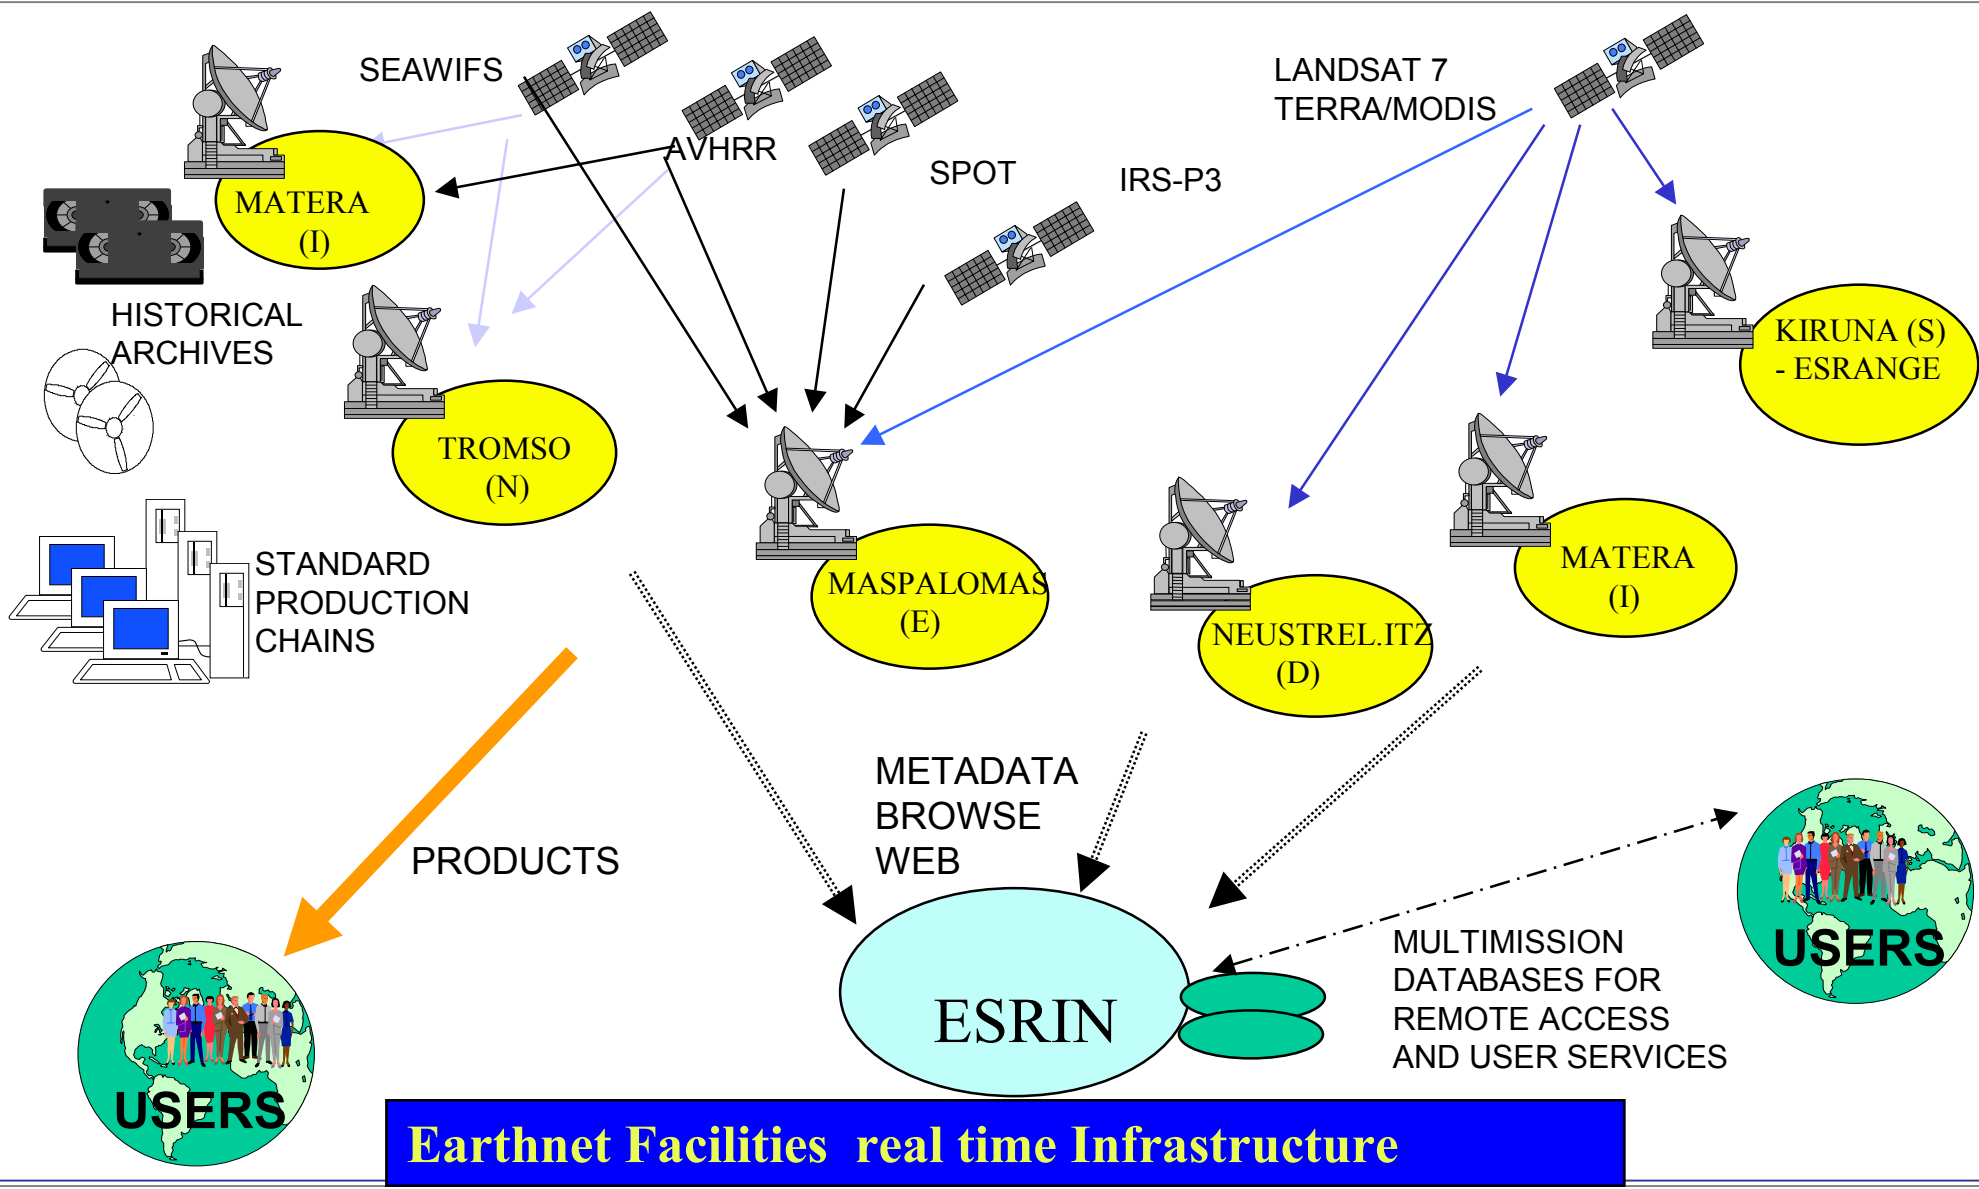 SEAWIFS
AVHRR
SPOT
IRS-P3
LANDSAT 7
TERRA/MODIS
MATERA
(I)
HISTORICAL
ARCHIVES
TROMSO
(N)
KIRUNA (S)
- ESRANGE
STANDARD
PRODUCTION
CHAINS
MASPALOMAS
(E)
NEUSTREL.ITZ
(D)
MATERA
(I)
PRODUCTS
METADATA
BROWSE
WEB
USERS
ESRIN
MULTIMISSION
DATABASES FOR
REMOTE ACCESS
AND USER SERVICES
USERS
Earthnet Facilities  real time Infrastructure